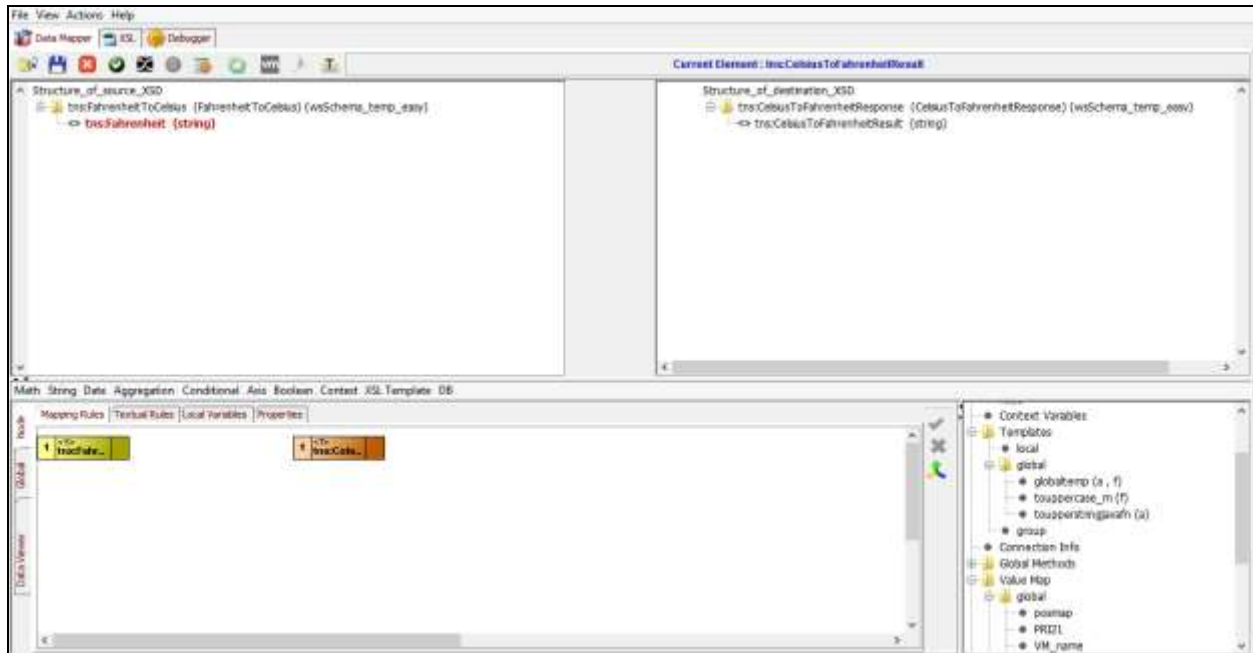 File View Actions Help
Data Mapper XSL Debugger
Current Element : tns:CelsiusToFahrenheitResult
Structure_of_source_XSD
tns:FahrenheitToCelsius (FahrenheitToCelsius) (wsSchema_temp_easy)
<> tns:Fahrenheit (string)
Structure_of_destination_XSD
tns:CelsiusToFahrenheitResponse (CelsiusToFahrenheitResponse) (wsSchema_temp_easy)
<> tns:CelsiusToFahrenheitResult (string)
Math String Date Aggregation Conditional Axis Boolean Context XSL Template DB
Node
Global
Data Viewer
Mapping Rules Textual Rules Local Variables Properties
tns:Fahr...
tns:Cels...
Context Variables
Templates
local
global
globaltemp (a , f)
touppercase_m (f)
toupperstringjavafn (a)
group
Connection Info
Global Methods
Value Map
global
posmap
VM_name